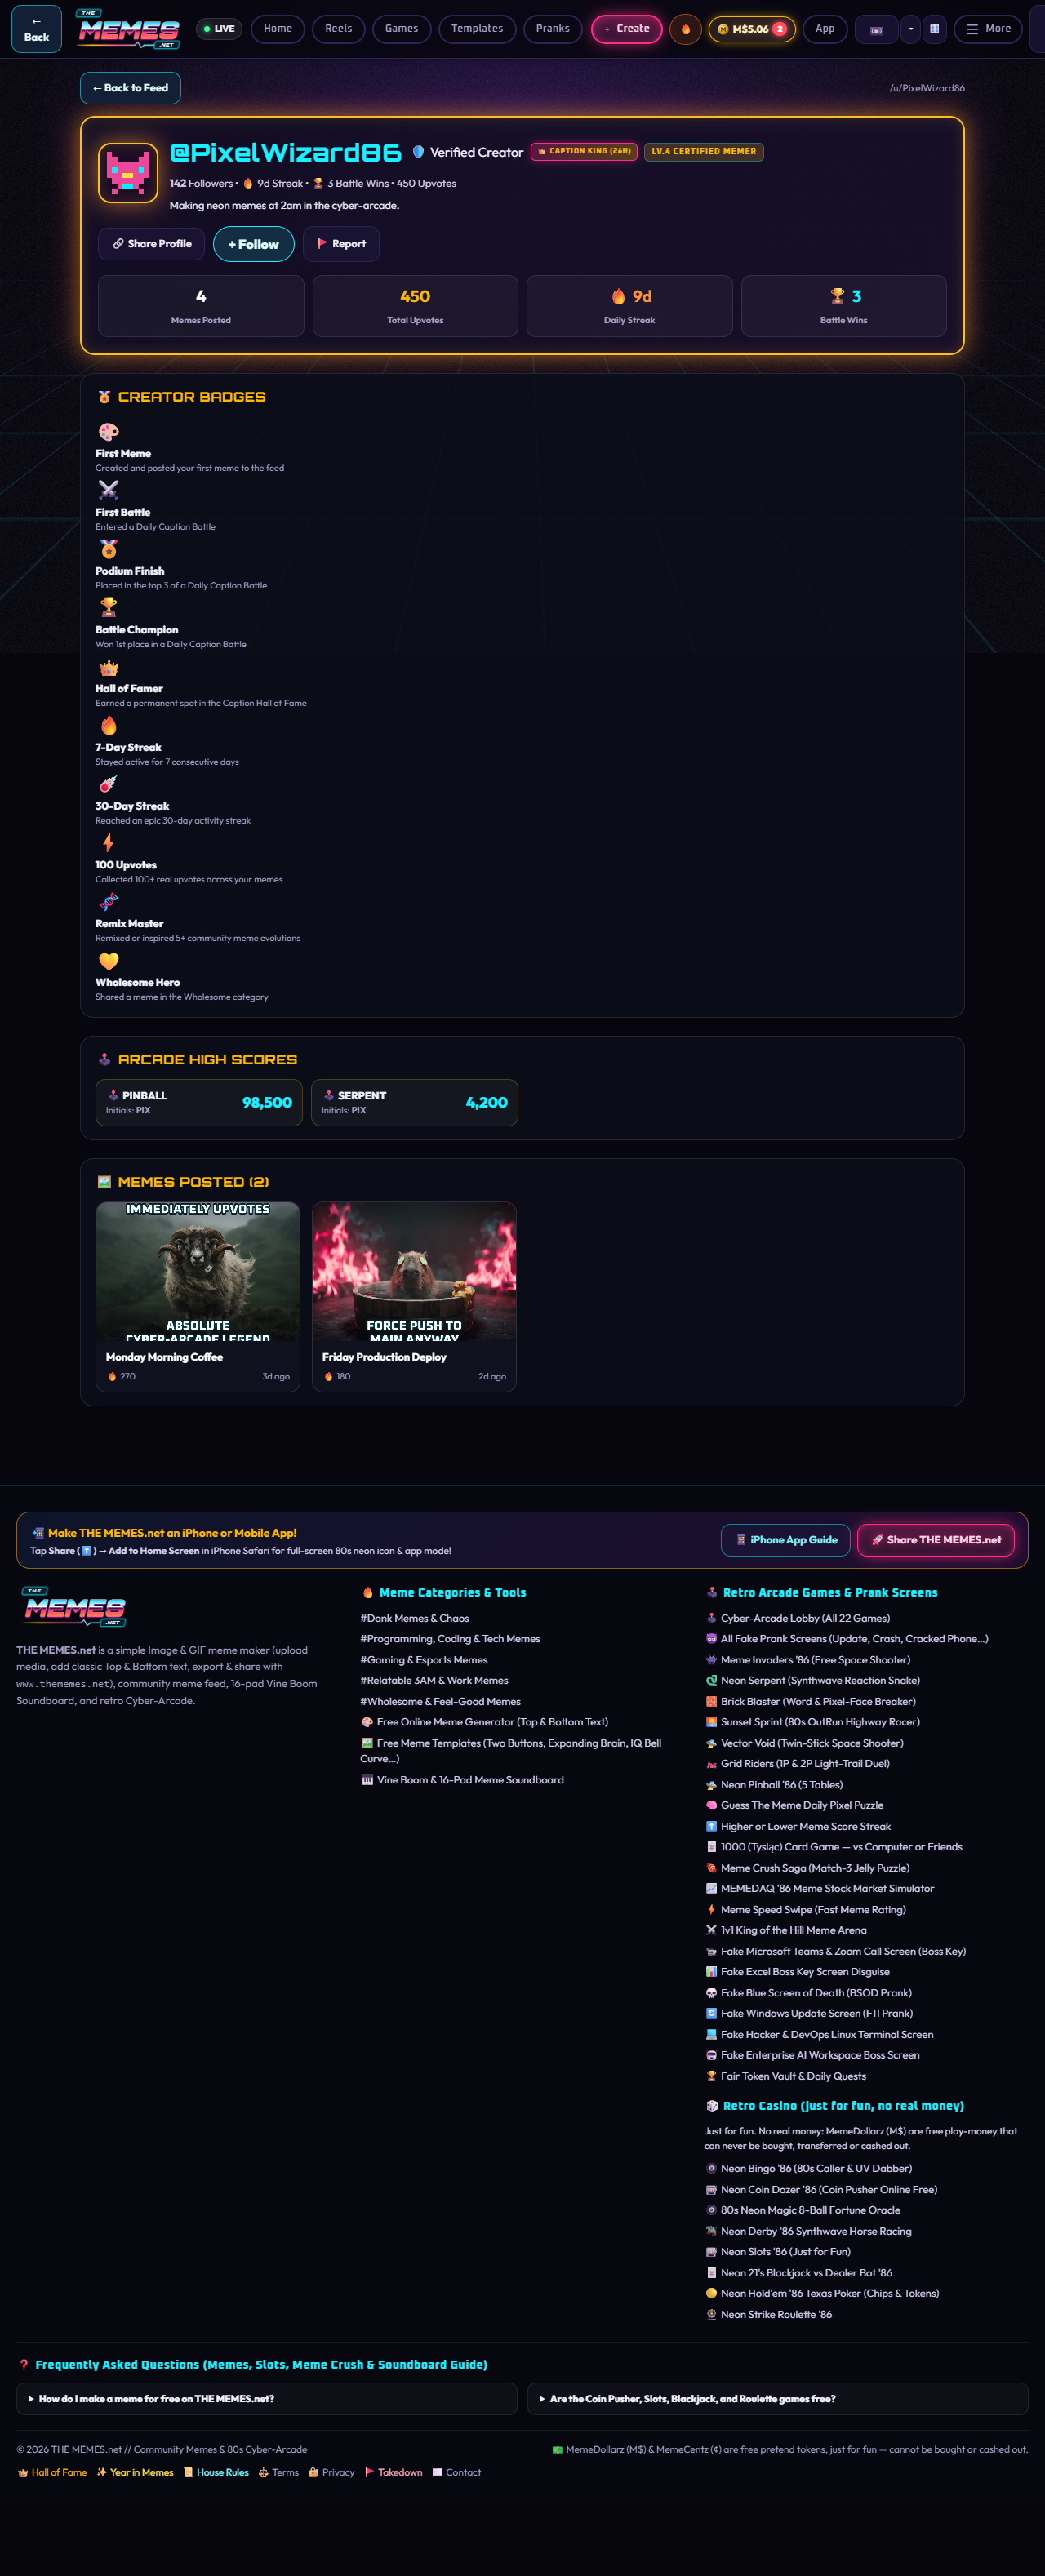 ←
Back
THE
MEMES
.NET
LIVE
Home
Reels
Games
Templates
Pranks
+ Create
M$5.06
2
App
More
← Back to Feed
/u/PixelWizard86
@PixelWizard86
Verified Creator
CAPTION KING (24H)
LV.4 CERTIFIED MEMER
142 Followers • 9d Streak • 3 Battle Wins • 450 Upvotes
Making neon memes at 2am in the cyber-arcade.
Share Profile
+ Follow
Report
4
Memes Posted
450
Total Upvotes
9d
Daily Streak
3
Battle Wins
CREATOR BADGES
First Meme
Created and posted your first meme to the feed
First Battle
Entered a Daily Caption Battle
Podium Finish
Placed in the top 3 of a Daily Caption Battle
Battle Champion
Won 1st place in a Daily Caption Battle
Hall of Famer
Earned a permanent spot in the Caption Hall of Fame
7-Day Streak
Stayed active for 7 consecutive days
30-Day Streak
Reached an epic 30-day activity streak
100 Upvotes
Collected 100+ real upvotes across your memes
Remix Master
Remixed or inspired 5+ community meme evolutions
Wholesome Hero
Shared a meme in the Wholesome category
ARCADE HIGH SCORES
PINBALL
Initials: PIX
98,500
SERPENT
Initials: PIX
4,200
MEMES POSTED (2)
IMMEDIATELY UPVOTES
ABSOLUTE
CYBER-ARCADE LEGEND
Monday Morning Coffee
270
3d ago
FORCE PUSH TO
MAIN ANYWAY
Friday Production Deploy
180
2d ago
Make THE MEMES.net an iPhone or Mobile App!
Tap Share ( ) → Add to Home Screen in iPhone Safari for full-screen 80s neon icon & app mode!
iPhone App Guide
Share THE MEMES.net
THE
MEMES
.NET
THE MEMES.net is a simple Image & GIF meme maker (upload
media, add classic Top & Bottom text, export & share with
www.thememes.net), community meme feed, 16-pad Vine Boom
Soundboard, and retro Cyber-Arcade.
Meme Categories & Tools
#Dank Memes & Chaos
#Programming, Coding & Tech Memes
#Gaming & Esports Memes
#Relatable 3AM & Work Memes
#Wholesome & Feel-Good Memes
Free Online Meme Generator (Top & Bottom Text)
Free Meme Templates (Two Buttons, Expanding Brain, IQ Bell
Curve...)
Vine Boom & 16-Pad Meme Soundboard
Retro Arcade Games & Prank Screens
Cyber-Arcade Lobby (All 22 Games)
All Fake Prank Screens (Update, Crash, Cracked Phone...)
Meme Invaders '86 (Free Space Shooter)
Neon Serpent (Synthwave Reaction Snake)
Brick Blaster (Word & Pixel-Face Breaker)
Sunset Sprint (80s OutRun Highway Racer)
Vector Void (Twin-Stick Space Shooter)
Grid Riders (1P & 2P Light-Trail Duel)
Neon Pinball '86 (5 Tables)
Guess The Meme Daily Pixel Puzzle
Higher or Lower Meme Score Streak
1000 (Tysiąc) Card Game — vs Computer or Friends
Meme Crush Saga (Match-3 Jelly Puzzle)
MEMEDAQ '86 Meme Stock Market Simulator
Meme Speed Swipe (Fast Meme Rating)
1v1 King of the Hill Meme Arena
Fake Microsoft Teams & Zoom Call Screen (Boss Key)
Fake Excel Boss Key Screen Disguise
Fake Blue Screen of Death (BSOD Prank)
Fake Windows Update Screen (F11 Prank)
Fake Hacker & DevOps Linux Terminal Screen
Fake Enterprise AI Workspace Boss Screen
Fair Token Vault & Daily Quests
Retro Casino (just for fun, no real money)
Just for fun. No real money: MemeDollarz (M$) are free play-money that
can never be bought, transferred or cashed out.
Neon Bingo '86 (80s Caller & UV Dabber)
Neon Coin Dozer '86 (Coin Pusher Online Free)
80s Neon Magic 8-Ball Fortune Oracle
Neon Derby '86 Synthwave Horse Racing
Neon Slots '86 (Just for Fun)
Neon 21's Blackjack vs Dealer Bot '86
Neon Hold'em '86 Texas Poker (Chips & Tokens)
Neon Strike Roulette '86
Frequently Asked Questions (Memes, Slots, Meme Crush & Soundboard Guide)
How do I make a meme for free on THE MEMES.net?
Are the Coin Pusher, Slots, Blackjack, and Roulette games free?
© 2026 THE MEMES.net // Community Memes & 80s Cyber-Arcade
MemeDollarz (M$) & MemeCentz (¢) are free pretend tokens, just for fun — cannot be bought or cashed out.
Hall of Fame
Year in Memes
House Rules
Terms
Privacy
Takedown
Contact